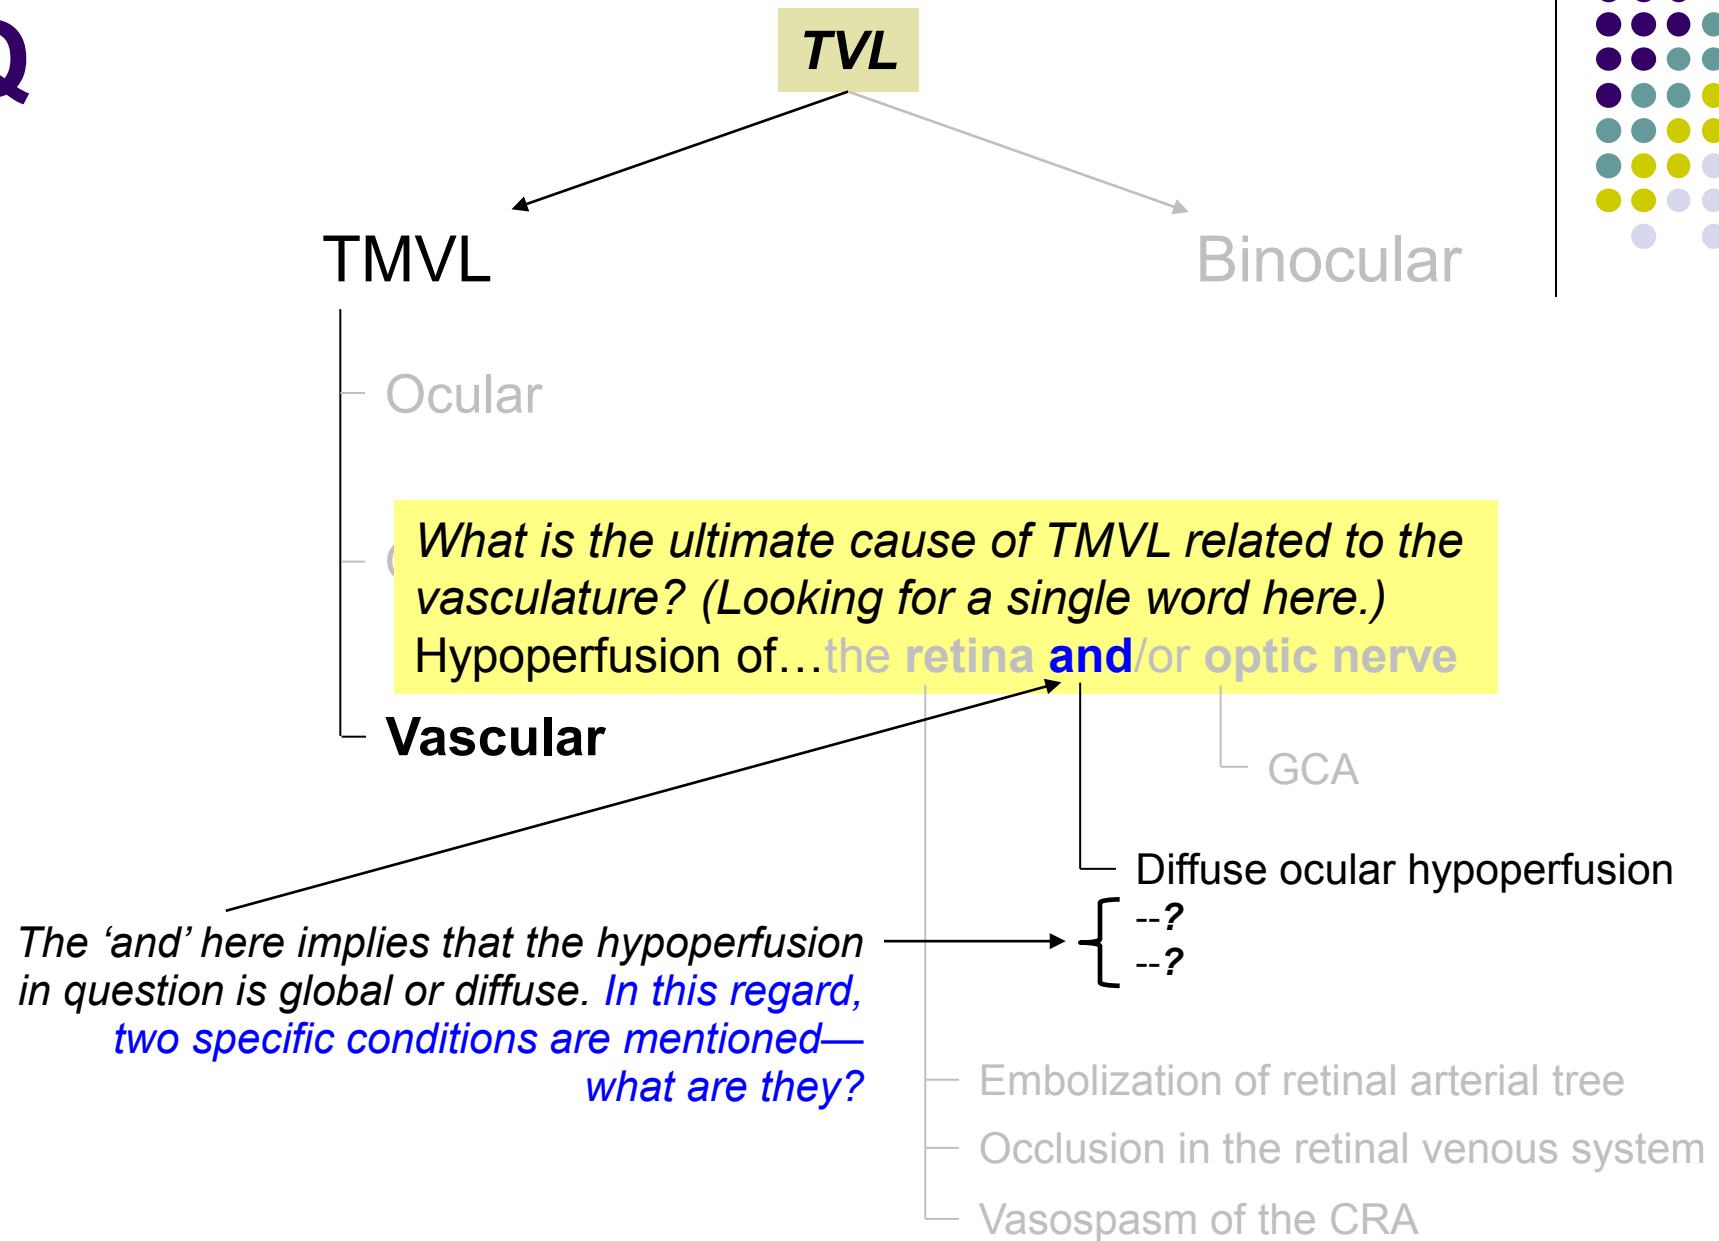 Q
TVL
TMVL
Binocular
Ocular
What is the ultimate cause of TMVL related to the
vasculature? (Looking for a single word here.)
Hypoperfusion of…the retina and/or optic nerve
Vascular
GCA
Diffuse ocular hypoperfusion
--?
--?
The ‘and’ here implies that the hypoperfusion
in question is global or diffuse. In this regard,
two specific conditions are mentioned—
what are they?
Embolization of retinal arterial tree
Occlusion in the retinal venous system
Vasospasm of the CRA